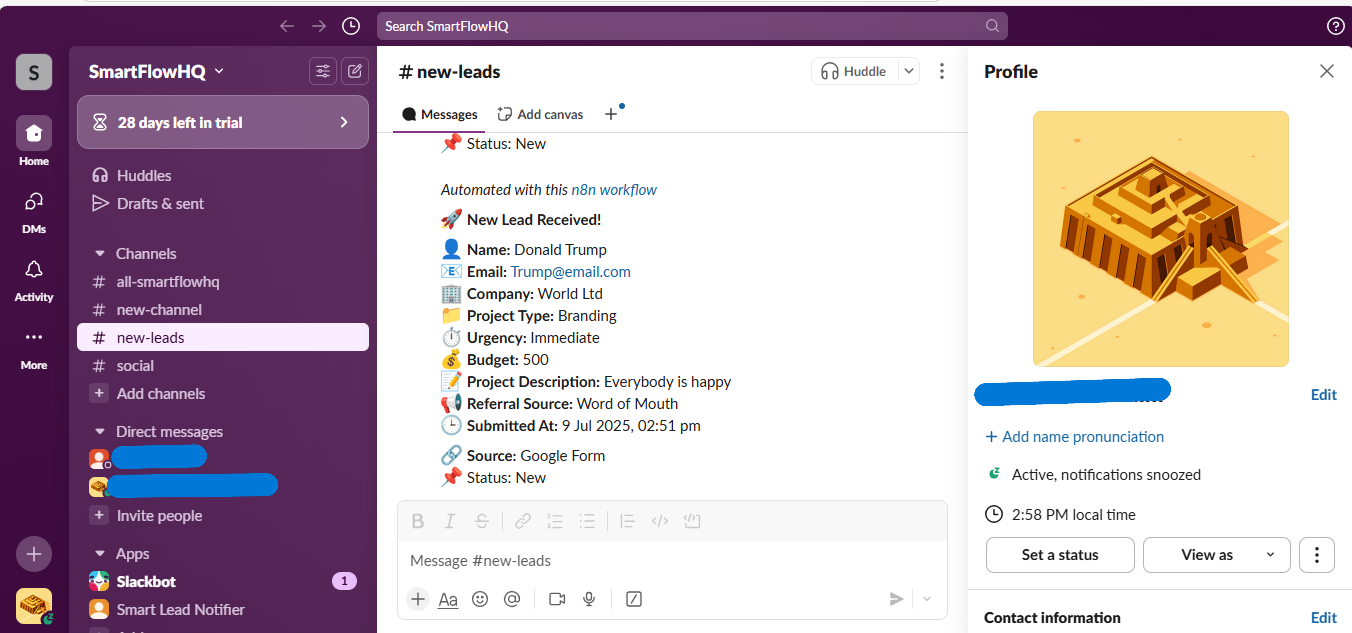 Search SmartFlowHQ
S
Home
DMs
Activity
More
SmartFlowHQ
28 days left in trial
Huddles
Drafts & sent
Channels
# all-smartflowhq
# new-channel
# new-leads
# social
+ Add channels
Direct messages
+ Invite people
Apps
Slackbot 1
Smart Lead Notifier
# new-leads
Huddle
Messages
Add canvas
+
📌 Status: New
Automated with this n8n workflow
🚀 New Lead Received!
👤 Name: Donald Trump
📧 Email: Trump@email.com
🏢 Company: World Ltd
📁 Project Type: Branding
⏱️ Urgency: Immediate
💰 Budget: 500
📝 Project Description: Everybody is happy
📢 Referral Source: Word of Mouth
🕒 Submitted At: 9 Jul 2025, 02:51 pm
🔗 Source: Google Form
📌 Status: New
B I S
Message #new-leads
+ Aa
Profile
Edit
+ Add name pronunciation
Active, notifications snoozed
2:58 PM local time
Set a status
View as
Contact information
Edit